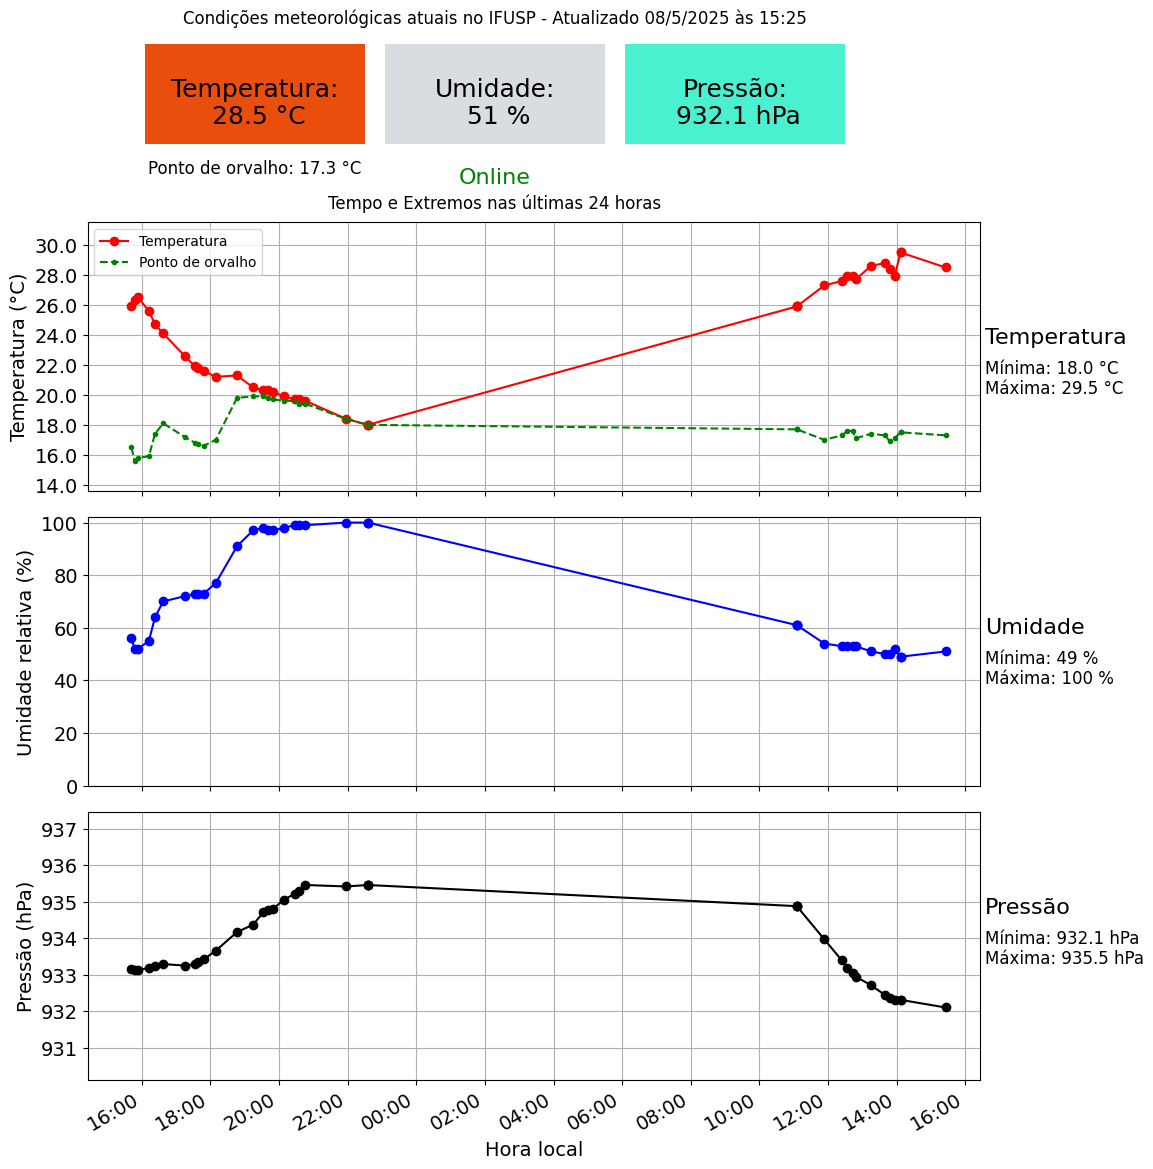 Condições meteorológicas atuais no IFUSP - Atualizado 08/5/2025 às 15:25
Temperatura:
28.5 °C
Umidade:
51 %
Pressão:
932.1 hPa
Ponto de orvalho: 17.3 °C
Online
Tempo e Extremos nas últimas 24 horas
Temperatura
Ponto de orvalho
Temperatura (°C)
30.0
28.0
26.0
24.0
22.0
20.0
18.0
16.0
14.0
Temperatura
Mínima: 18.0 °C
Máxima: 29.5 °C
Umidade relativa (%)
100
80
60
40
20
0
Umidade
Mínima: 49 %
Máxima: 100 %
Pressão (hPa)
937
936
935
934
933
932
931
Pressão
Mínima: 932.1 hPa
Máxima: 935.5 hPa
16:00 18:00 20:00 22:00 00:00 02:00 04:00 06:00 08:00 10:00 12:00 14:00 16:00
Hora local